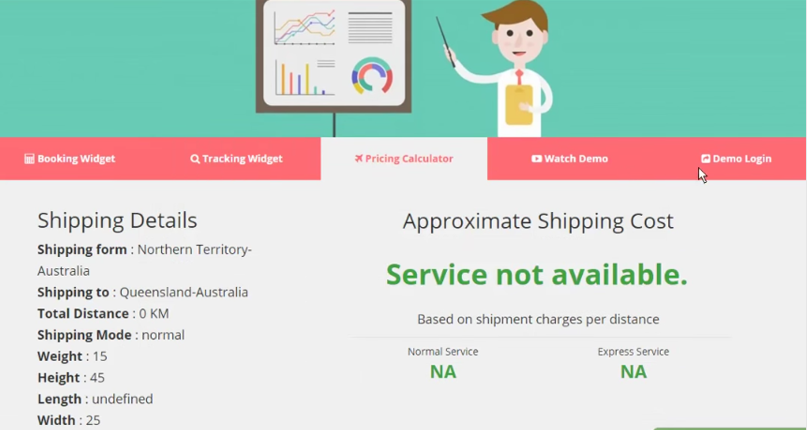 Booking Widget
Tracking Widget
Pricing Calculator
Watch Demo
Demo Login
Shipping Details
Shipping form : Northern Territory-
Australia
Shipping to : Queensland-Australia
Total Distance : 0 KM
Shipping Mode : normal
Weight : 15
Height : 45
Length : undefined
Width : 25
Approximate Shipping Cost
Service not available.
Based on shipment charges per distance
Normal Service
NA
Express Service
NA